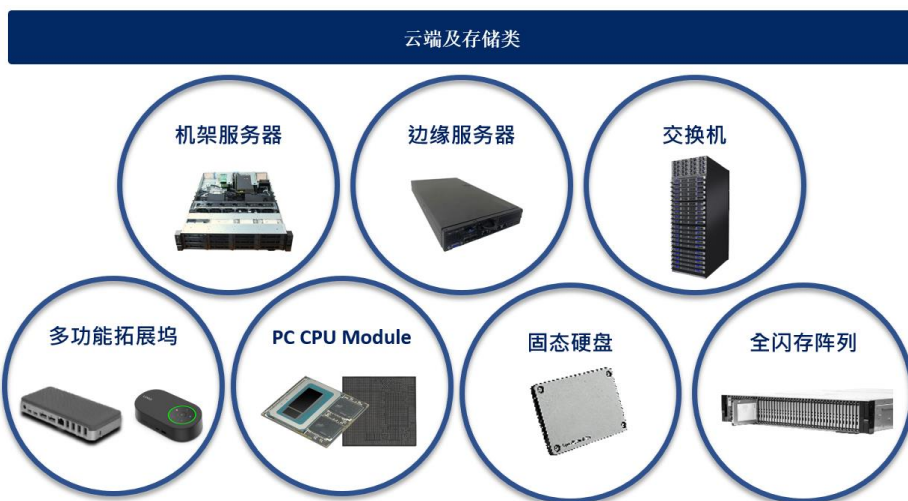 云端及存储类
机架服务器
边缘服务器
交换机
多功能拓展坞
PC CPU Module
固态硬盘
全闪存阵列